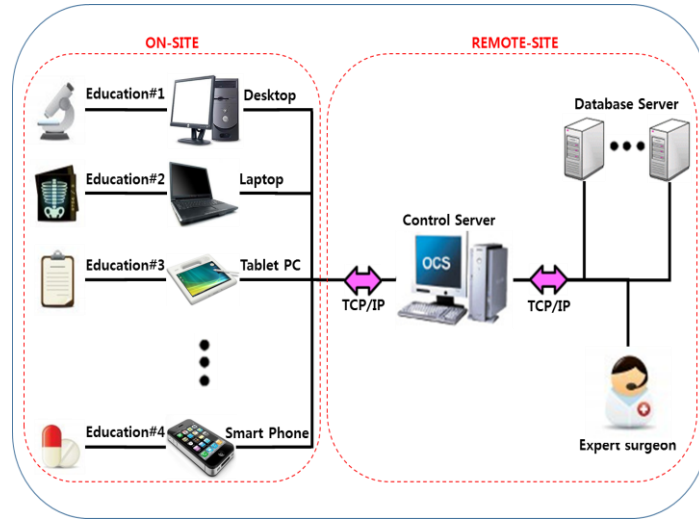 ON-SITE
REMOTE-SITE
Education#1
Desktop
Education#2
Laptop
Education#3
Tablet PC
Education#4
Smart Phone
TCP/IP
Control Server
OCS
TCP/IP
Database Server
Expert surgeon